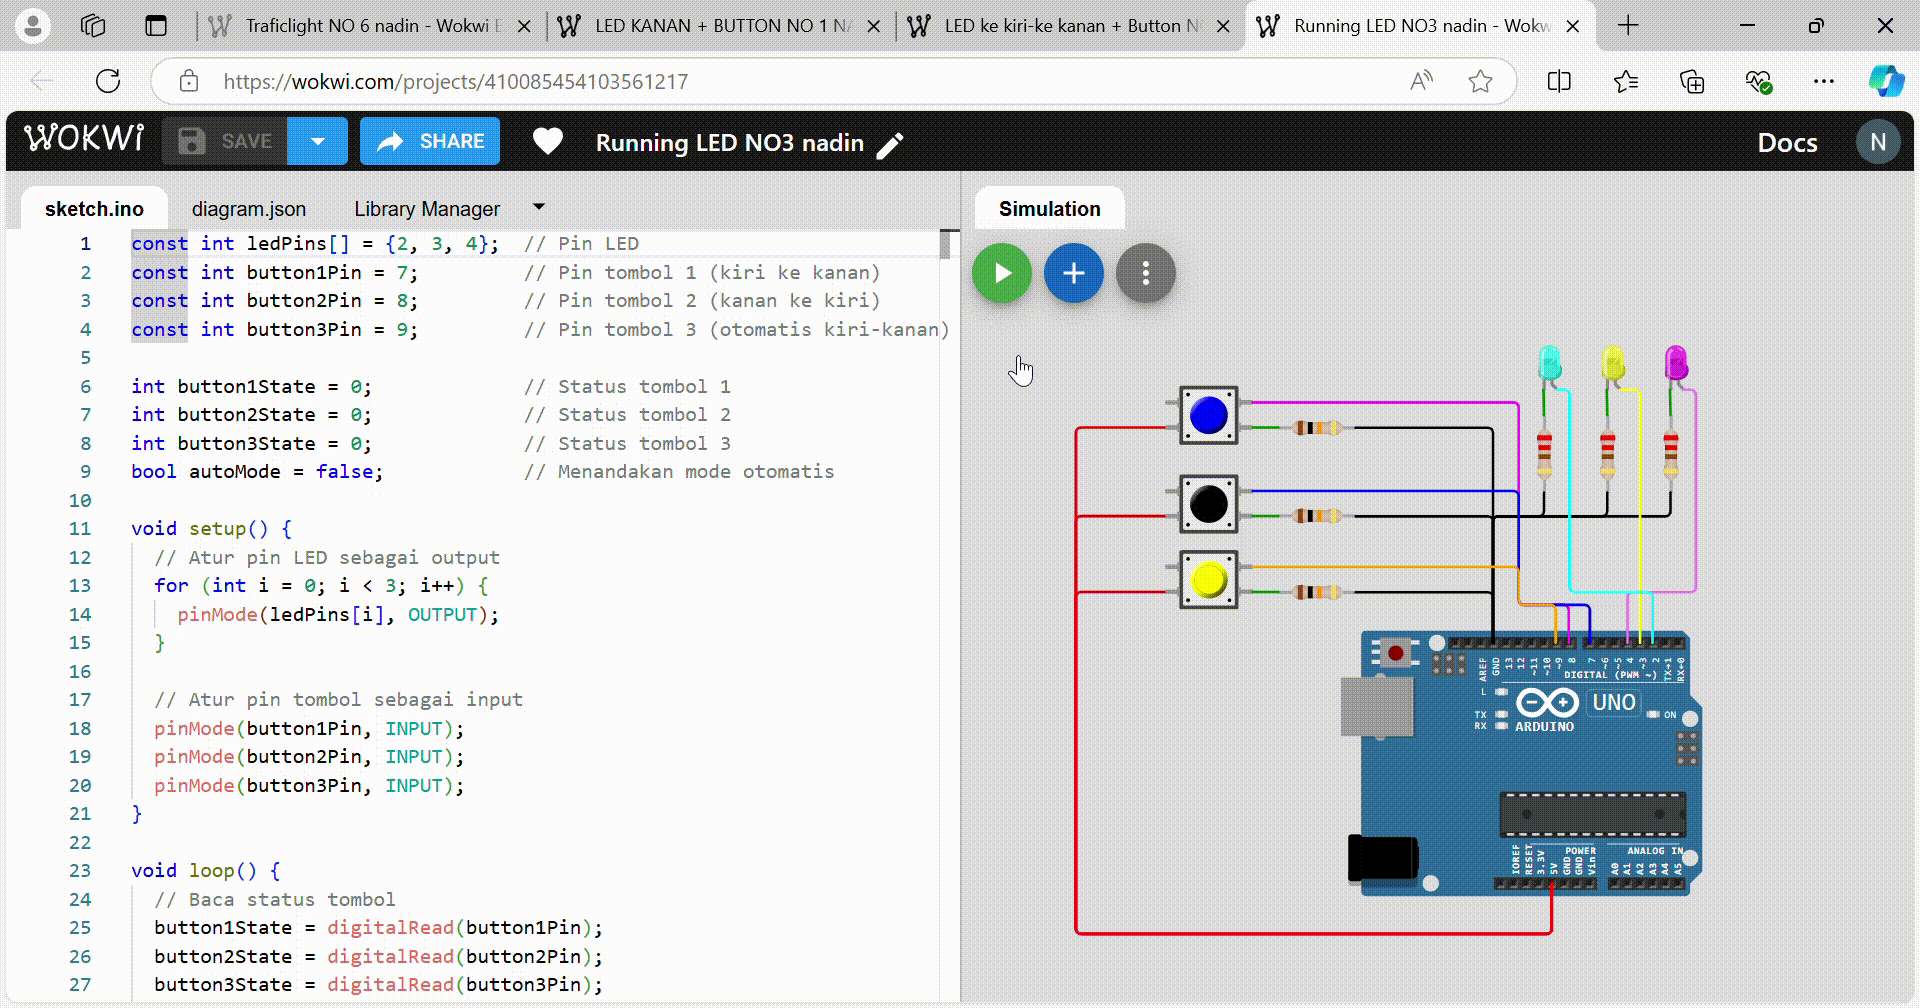 Traficlight NO 6 nadin - Wokwi E
LED KANAN + BUTTON NO 1 NA
LED ke kiri-ke kanan + Button N
Running LED NO3 nadin - Wokw
https://wokwi.com/projects/410085454103561217
WOKWI
SAVE
SHARE
Running LED NO3 nadin
Docs
N
sketch.ino
diagram.json
Library Manager
Simulation
1 const int ledPins[] = {2, 3, 4}; // Pin LED
2 const int button1Pin = 7; // Pin tombol 1 (kiri ke kanan)
3 const int button2Pin = 8; // Pin tombol 2 (kanan ke kiri)
4 const int button3Pin = 9; // Pin tombol 3 (otomatis kiri-kanan)
5
6 int button1State = 0; // Status tombol 1
7 int button2State = 0; // Status tombol 2
8 int button3State = 0; // Status tombol 3
9 bool autoMode = false; // Menandakan mode otomatis
10
11 void setup() {
12 // Atur pin LED sebagai output
13 for (int i = 0; i < 3; i++) {
14 pinMode(ledPins[i], OUTPUT);
15 }
16
17 // Atur pin tombol sebagai input
18 pinMode(button1Pin, INPUT);
19 pinMode(button2Pin, INPUT);
20 pinMode(button3Pin, INPUT);
21 }
22
23 void loop() {
24 // Baca status tombol
25 button1State = digitalRead(button1Pin);
26 button2State = digitalRead(button2Pin);
27 button3State = digitalRead(button3Pin);
AREF GND 13 12 ~11 ~10 ~9 8 7 ~6 ~5 4 ~3 2 TX→1 RX←0
DIGITAL (PWM ~)
L
TX
RX
UNO
ON
ARDUINO
IOREF RESET 3.3V 5V GND GND Vin
POWER
ANALOG IN
A0 A1 A2 A3 A4 A5